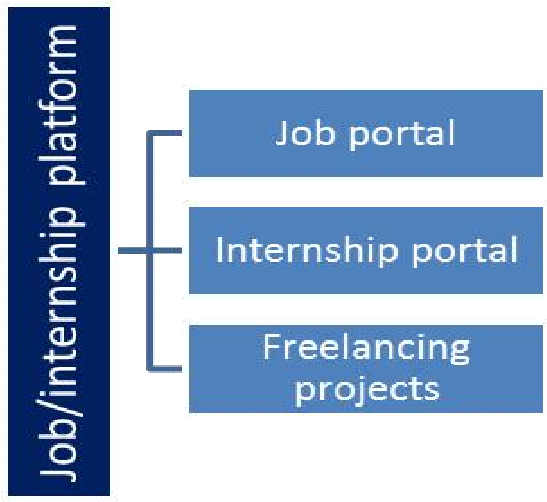 Job/internship platform
Job portal
Internship portal
Freelancing
projects